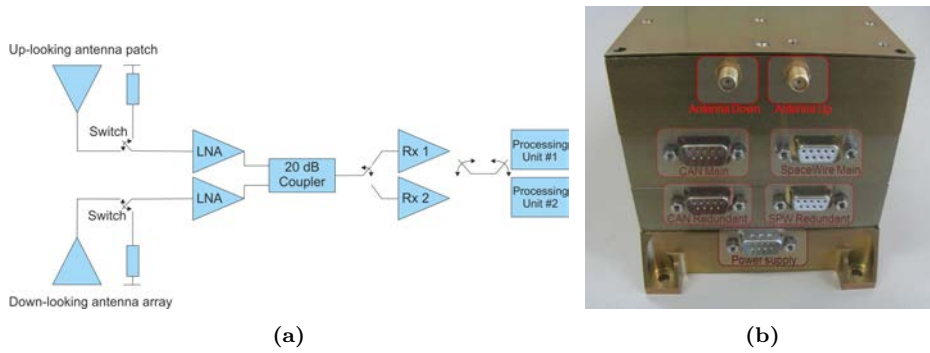 Up-looking antenna patch
Switch
LNA
20 dB
Coupler
Rx 1
Rx 2
Processing
Unit #1
Processing
Unit #2
Switch
LNA
Down-looking antenna array
(a)
Antenna Down
Antenna Up
CAN Main
SpaceWire Main
CAN Redundant
SPW Redundant
Power supply
(b)